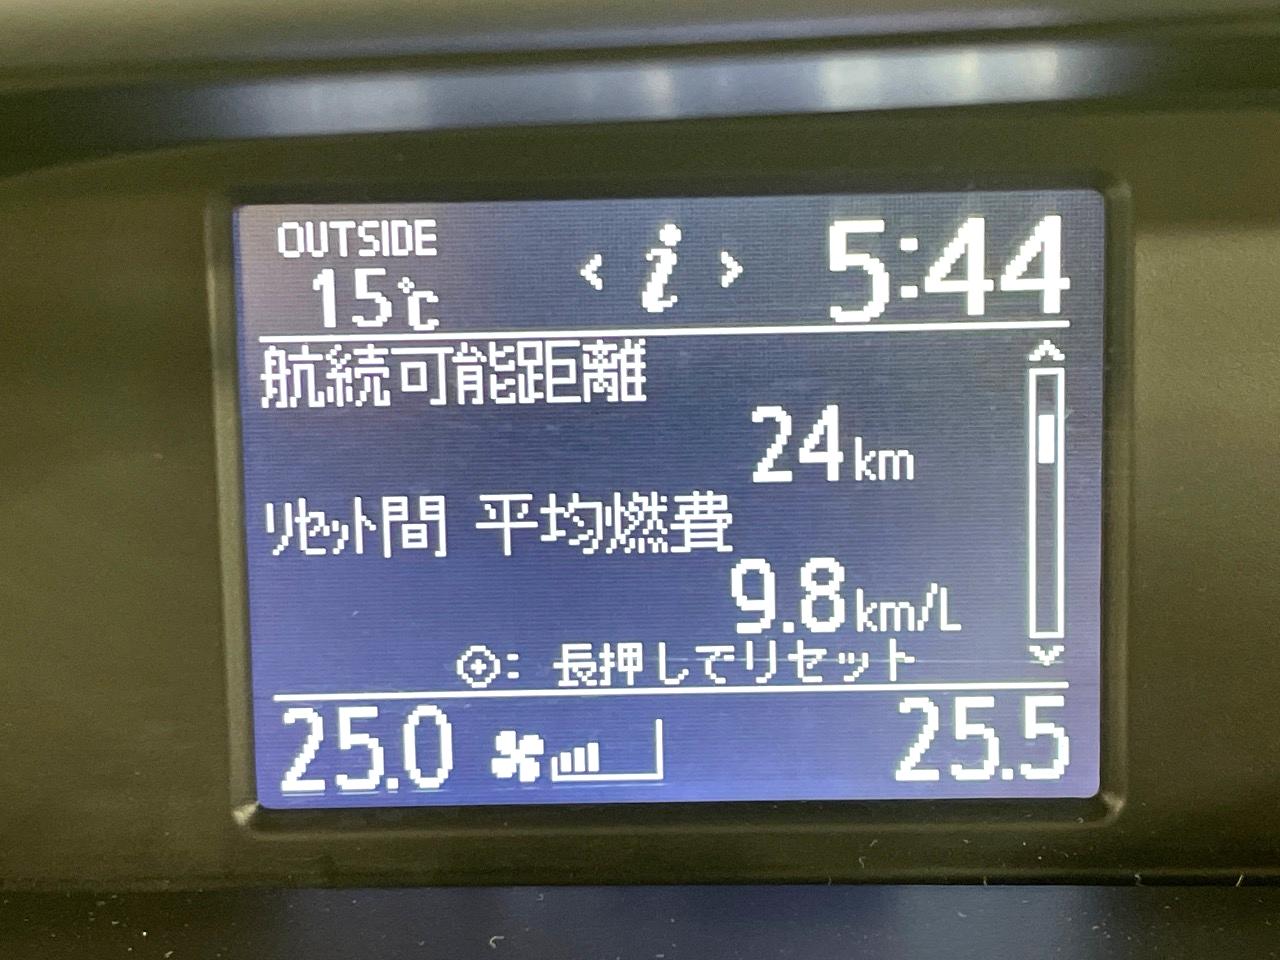 OUTSIDE
15℃
< i >
5:44
航続可能距離
24km
リセット間 平均燃費
9.8km/L
: 長押しでリセット
25.0
25.5